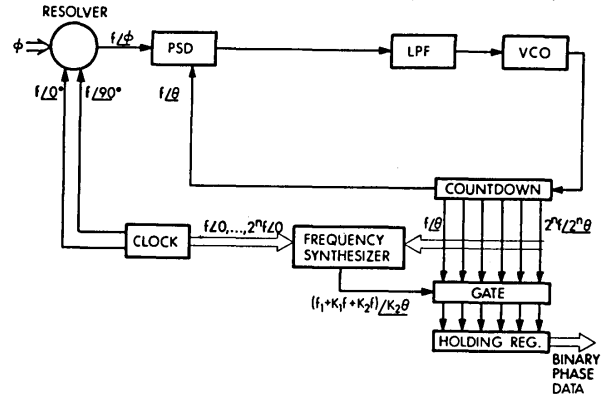 RESOLVER
ϕ
f∠ϕ
PSD
LPF
VCO
f∠0°
f∠90°
f∠θ
COUNTDOWN
CLOCK
f∠0,...,2ⁿf∠0
FREQUENCY
SYNTHESIZER
f∠θ
2ⁿf∠2ⁿθ
(f₁+K₁f+K₂f)∠K₂θ
GATE
HOLDING REG.
BINARY
PHASE
DATA